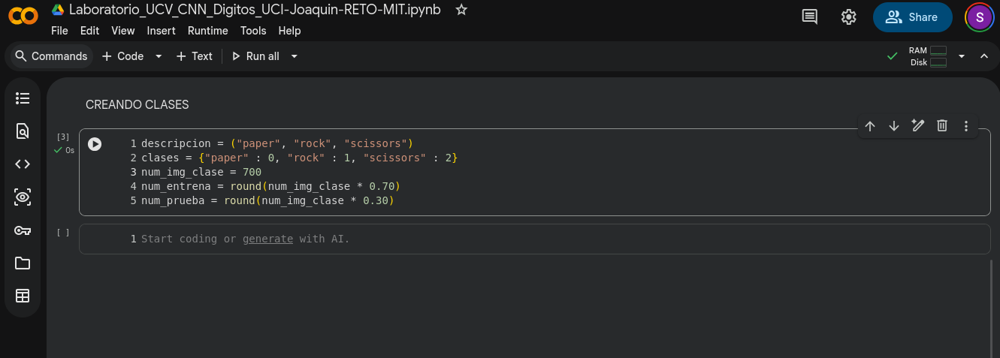 Laboratorio_UCV_CNN_Digitos_UCI-Joaquin-RETO-MIT.ipynb
File Edit View Insert Runtime Tools Help
Share
S
Commands + Code + Text Run all
RAM
Disk
CREANDO CLASES
[3]
0s
1 descripcion = ("paper", "rock", "scissors")
2 clases = {"paper" : 0, "rock" : 1, "scissors" : 2}
3 num_img_clase = 700
4 num_entrena = round(num_img_clase * 0.70)
5 num_prueba = round(num_img_clase * 0.30)
[ ]
1 Start coding or generate with AI.